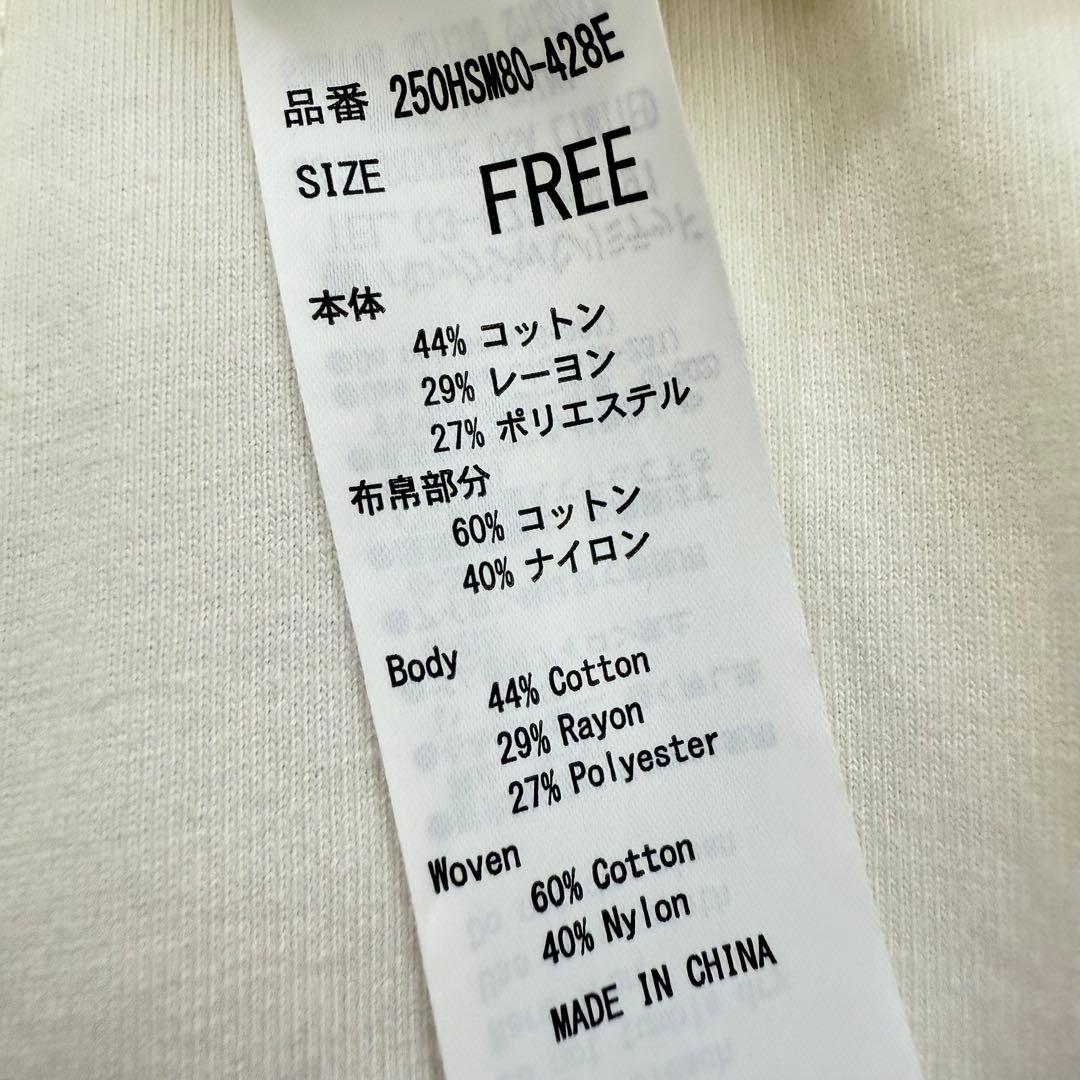 品番 250HSM80-428E
SIZE FREE
本体
44% コットン
29% レーヨン
27% ポリエステル
布帛部分
60% コットン
40% ナイロン
Body
44% Cotton
29% Rayon
27% Polyester
Woven
60% Cotton
40% Nylon
MADE IN CHINA